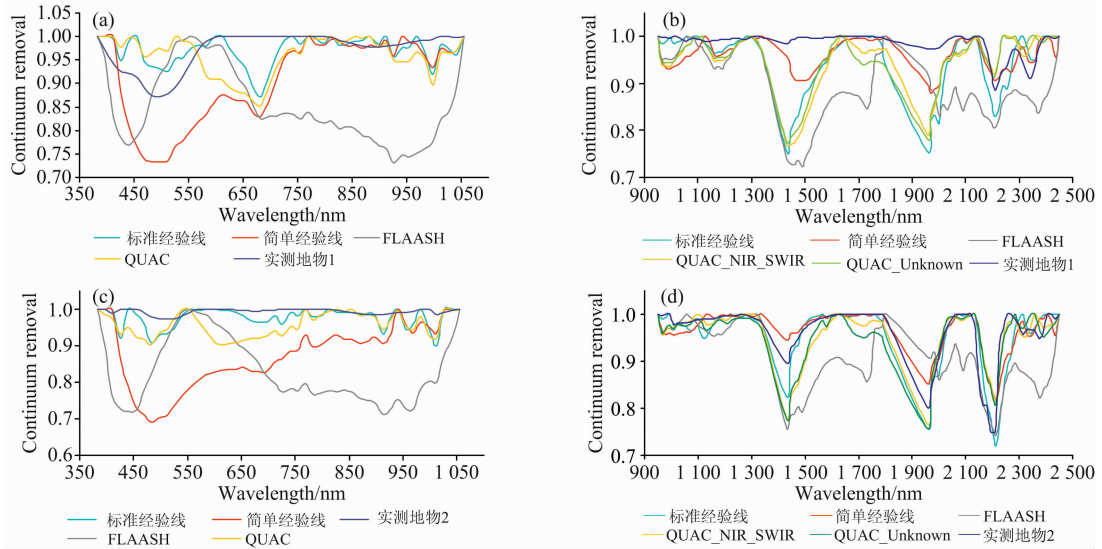 (a)
Continuum removal
1.05
1.00
0.95
0.90
0.85
0.80
0.75
0.70
350 450 550 650 750 850 950 1 050
Wavelength/nm
标准经验线 简单经验线 FLAASH
QUAC 实测地物1
(b)
Continuum removal
1.0
0.9
0.8
0.7
900 1 100 1 300 1 500 1 700 1 900 2 100 2 300 2 500
Wavelength/nm
标准经验线 简单经验线 FLAASH
QUAC_NIR_SWIR QUAC_Unknown 实测地物1
(c)
Continuum removal
1.0
0.9
0.8
0.7
0.6
350 450 550 650 750 850 950 1 050
Wavelength/nm
标准经验线 简单经验线 实测地物2
FLAASH QUAC
(d)
Continuum removal
1.0
0.9
0.8
0.7
900 1 100 1 300 1 500 1 700 1 900 2 100 2 300 2 500
Wavelength/nm
标准经验线 简单经验线 FLAASH
QUAC_NIR_SWIR QUAC_Unknown 实测地物2